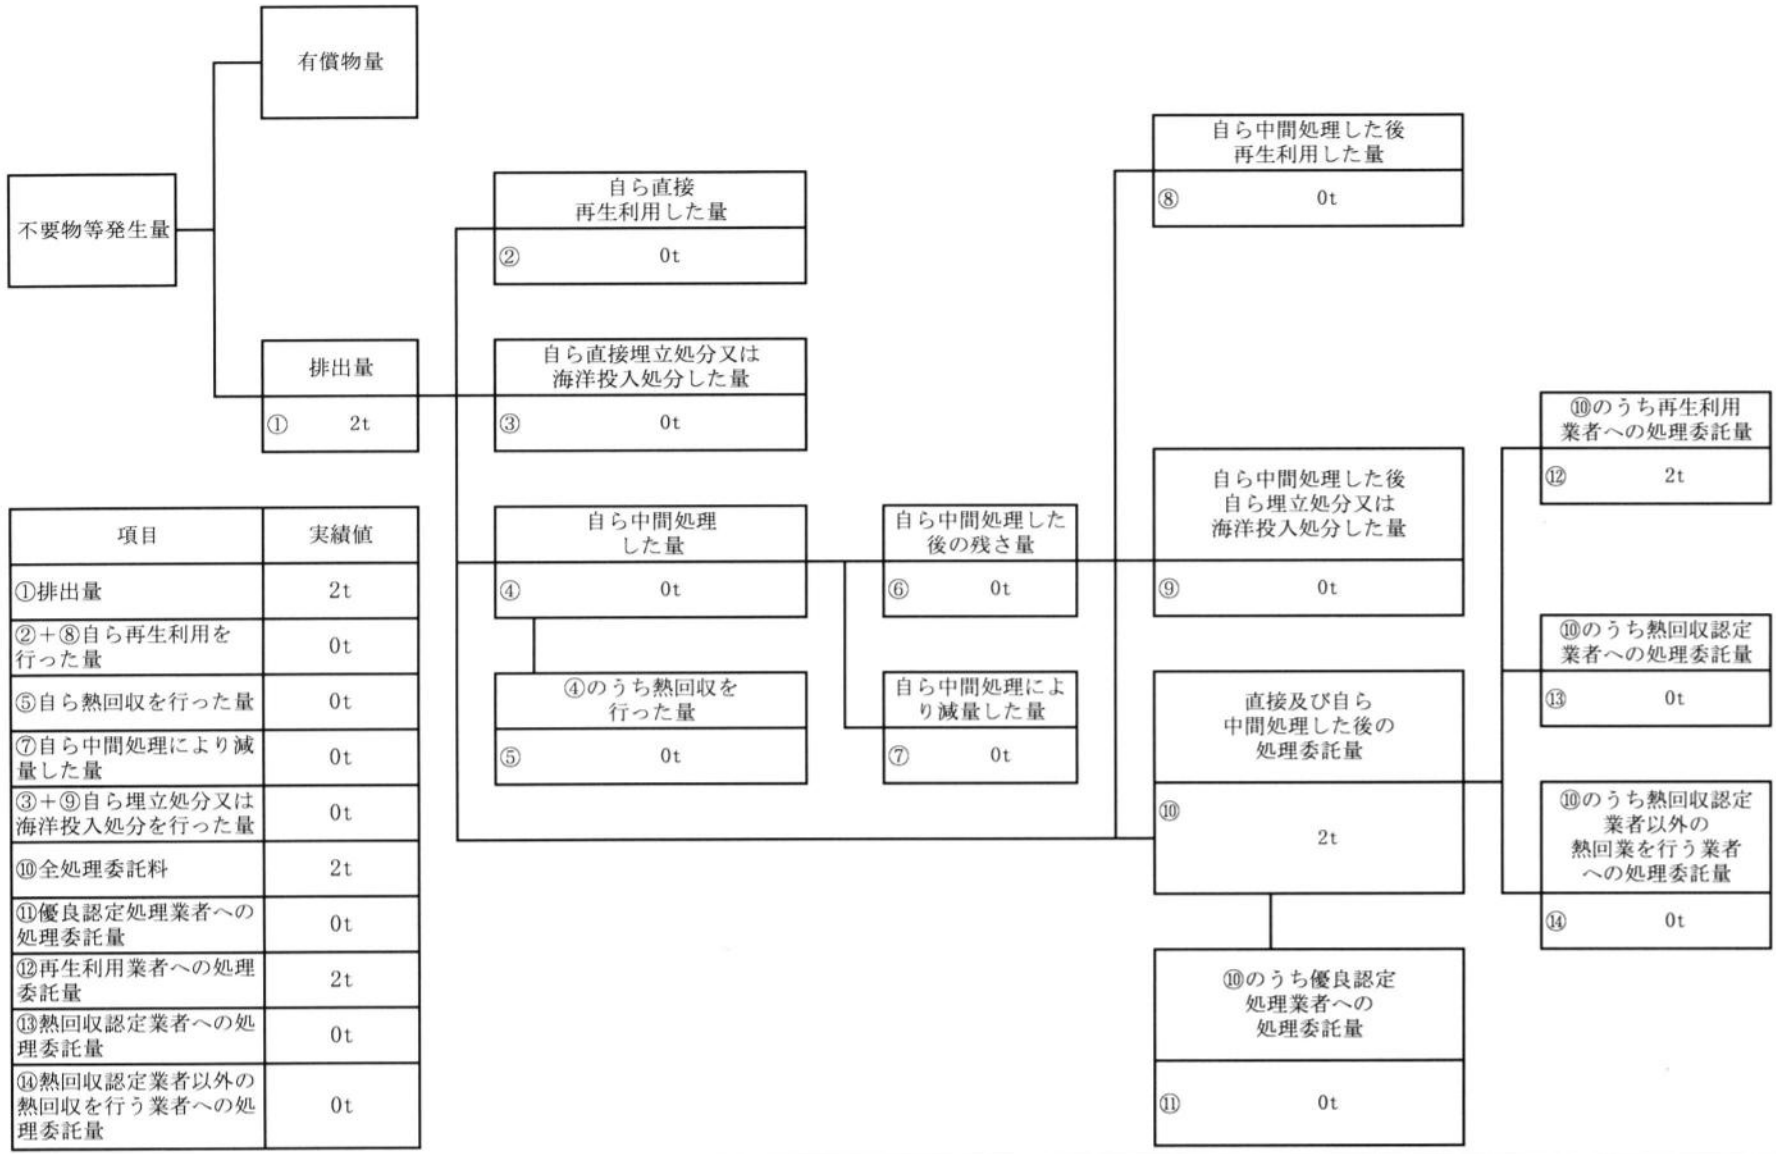 有償物量
不要物等発生量
排出量
① 2t
自ら直接
再生利用した量
② 0t
自ら直接埋立処分又は
海洋投入処分した量
③ 0t
自ら中間処理
した量
④ 0t
④のうち熱回収を
行った量
⑤ 0t
自ら中間処理した
後の残さ量
⑥ 0t
自ら中間処理によ
り減量した量
⑦ 0t
自ら中間処理した後
再生利用した量
⑧ 0t
自ら中間処理した後
自ら埋立処分又は
海洋投入処分した量
⑨ 0t
直接及び自ら
中間処理した後の
処理委託量
⑩
2t
⑩のうち優良認定
処理業者への
処理委託量
⑪ 0t
⑩のうち再生利用
業者への処理委託量
⑫ 2t
⑩のうち熱回収認定
業者への処理委託量
⑬ 0t
⑩のうち熱回収認定
業者以外の
熱回業を行う業者
への処理委託量
⑭ 0t
項目 実績値
①排出量 2t
②+⑧自ら再生利用を
行った量 0t
⑤自ら熱回収を行った量 0t
⑦自ら中間処理により減
量した量 0t
③+⑨自ら埋立処分又は
海洋投入処分を行った量 0t
⑩全処理委託料 2t
⑪優良認定処理業者への
処理委託量 0t
⑫再生利用業者への処理
委託量 2t
⑬熱回収認定業者への処
理委託量 0t
⑭熱回収認定業者以外の
熱回収を行う業者への処
理委託量 0t